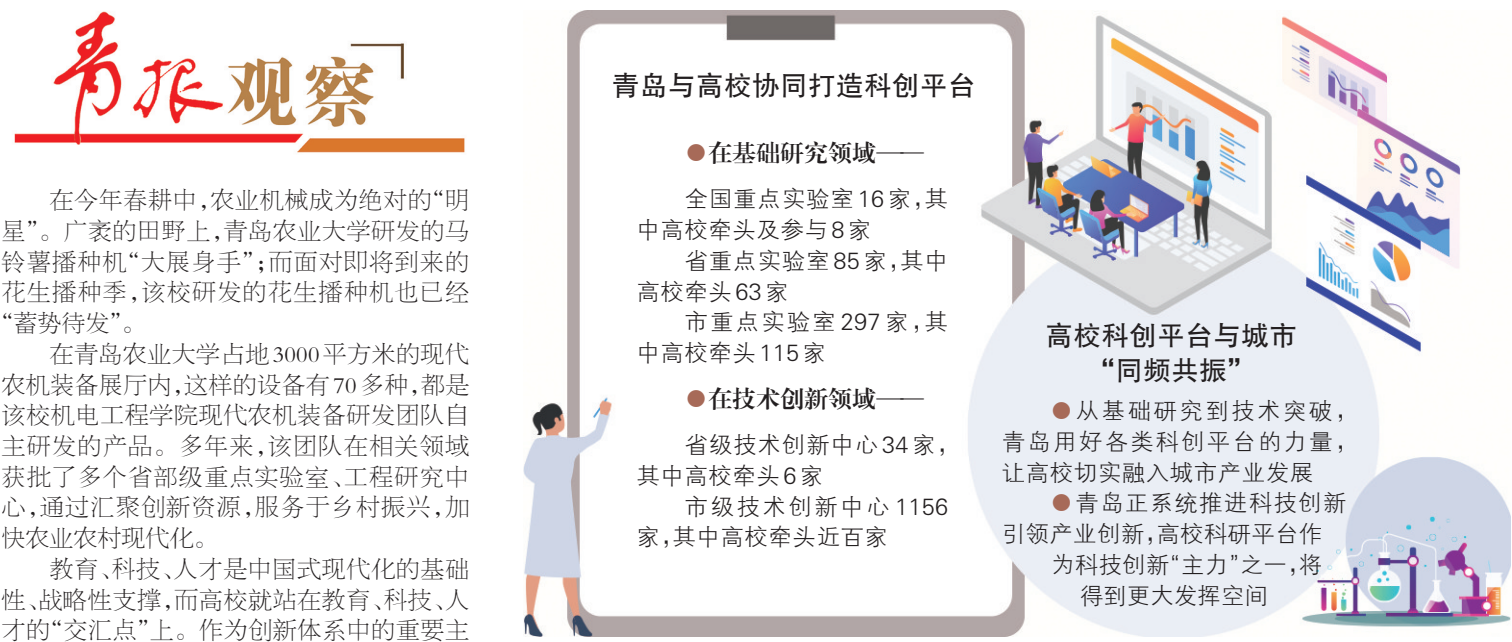 青报观察
在今年春耕中,农业机械成为绝对的“明
星”。广袤的田野上,青岛农业大学研发的马
铃薯播种机“大展身手”;而面对即将到来的
花生播种季,该校研发的花生播种机也已经
“蓄势待发”。
在青岛农业大学占地3000平方米的现代
农机装备展厅内,这样的设备有70多种,都是
该校机电工程学院现代农机装备研发团队自
主研发的产品。多年来,该团队在相关领域
获批了多个省部级重点实验室、工程研究中
心,通过汇聚创新资源,服务于乡村振兴,加
快农业农村现代化。
教育、科技、人才是中国式现代化的基础
性、战略性支撑,而高校就站在教育、科技、人
才的“交汇点”上。作为创新体系中的重要主
青岛与高校协同打造科创平台
●在基础研究领域——
全国重点实验室16家,其
中高校牵头及参与8家
省重点实验室85家,其中
高校牵头63家
市重点实验室297家,其
中高校牵头115家
●在技术创新领域——
省级技术创新中心34家,
其中高校牵头6家
市级技术创新中心1156
家,其中高校牵头近百家
高校科创平台与城市
“同频共振”
●从基础研究到技术突破,
青岛用好各类科创平台的力量,
让高校切实融入城市产业发展
●青岛正系统推进科技创新
引领产业创新,高校科研平台作
为科技创新“主力”之一,将
得到更大发挥空间